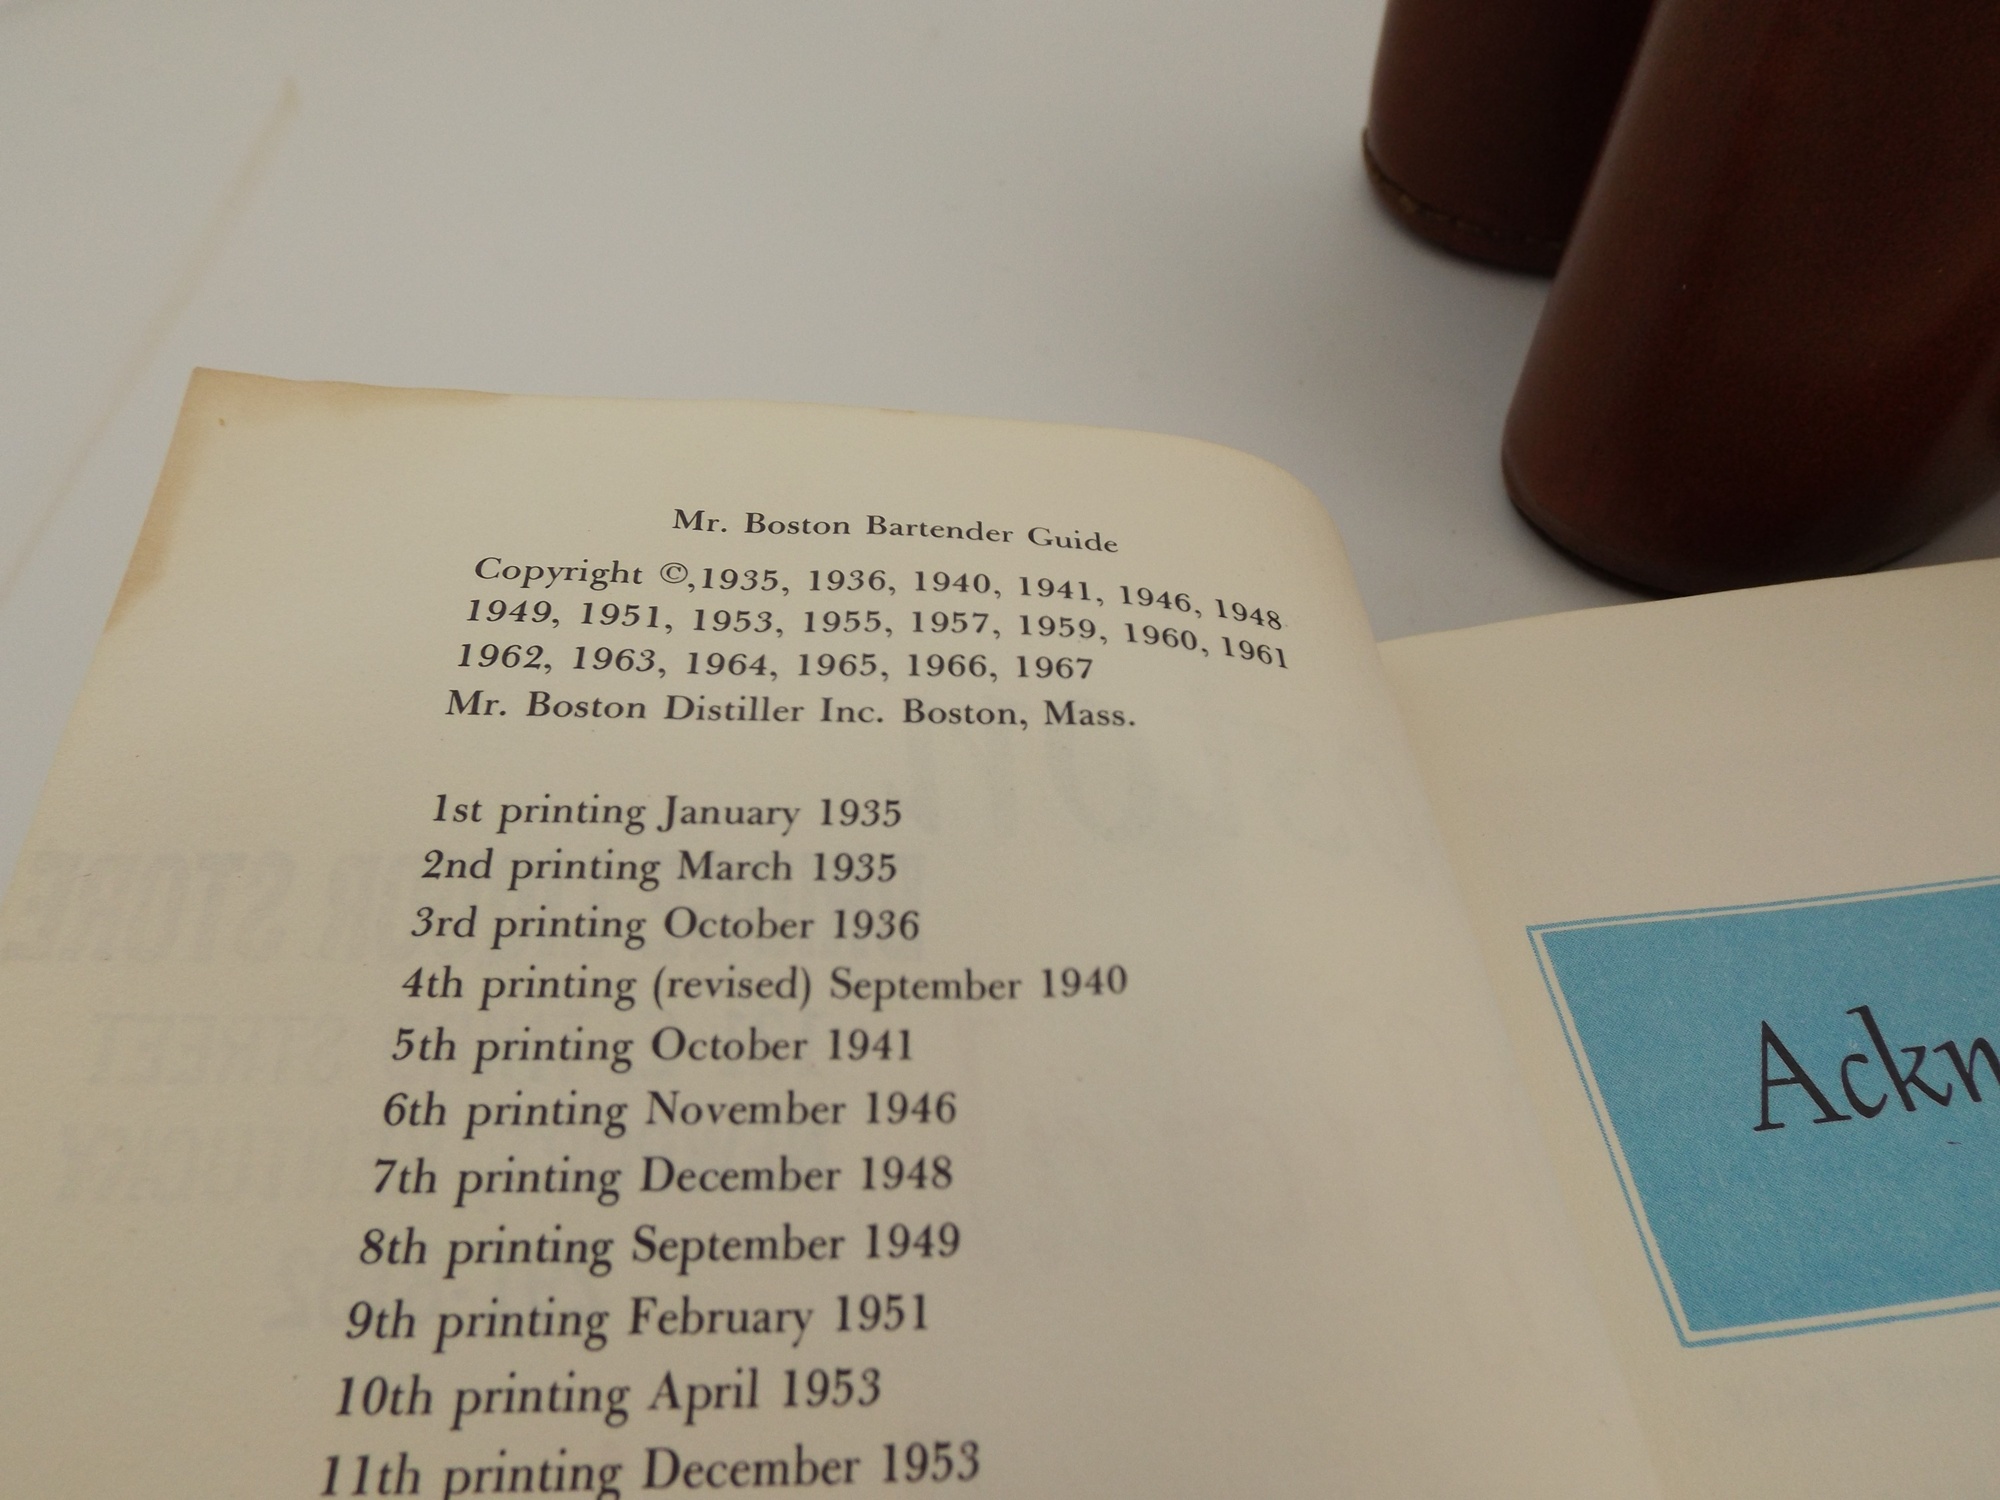 Mr. Boston Bartender Guide
Copyright ©,1935, 1936, 1940, 1941, 1946, 1948
1949, 1951, 1953, 1955, 1957, 1959, 1960, 1961
1962, 1963, 1964, 1965, 1966, 1967
Mr. Boston Distiller Inc. Boston, Mass.
1st printing January 1935
2nd printing March 1935
3rd printing October 1936
4th printing (revised) September 1940
5th printing October 1941
6th printing November 1946
7th printing December 1948
8th printing September 1949
9th printing February 1951
10th printing April 1953
11th printing December 1953
Ackn